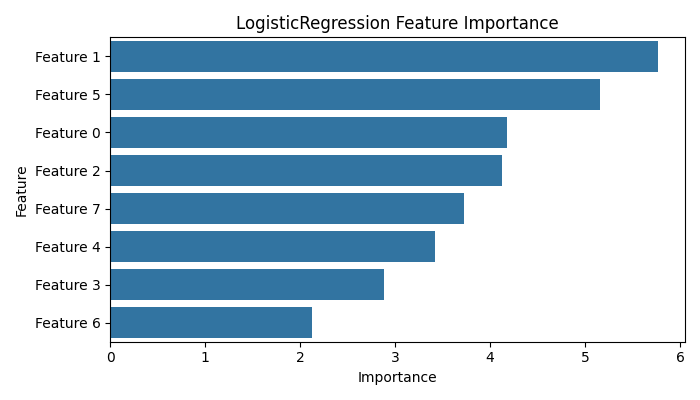 LogisticRegression Feature Importance
Feature
Feature 1
Feature 5
Feature 0
Feature 2
Feature 7
Feature 4
Feature 3
Feature 6
0 1 2 3 4 5 6
Importance